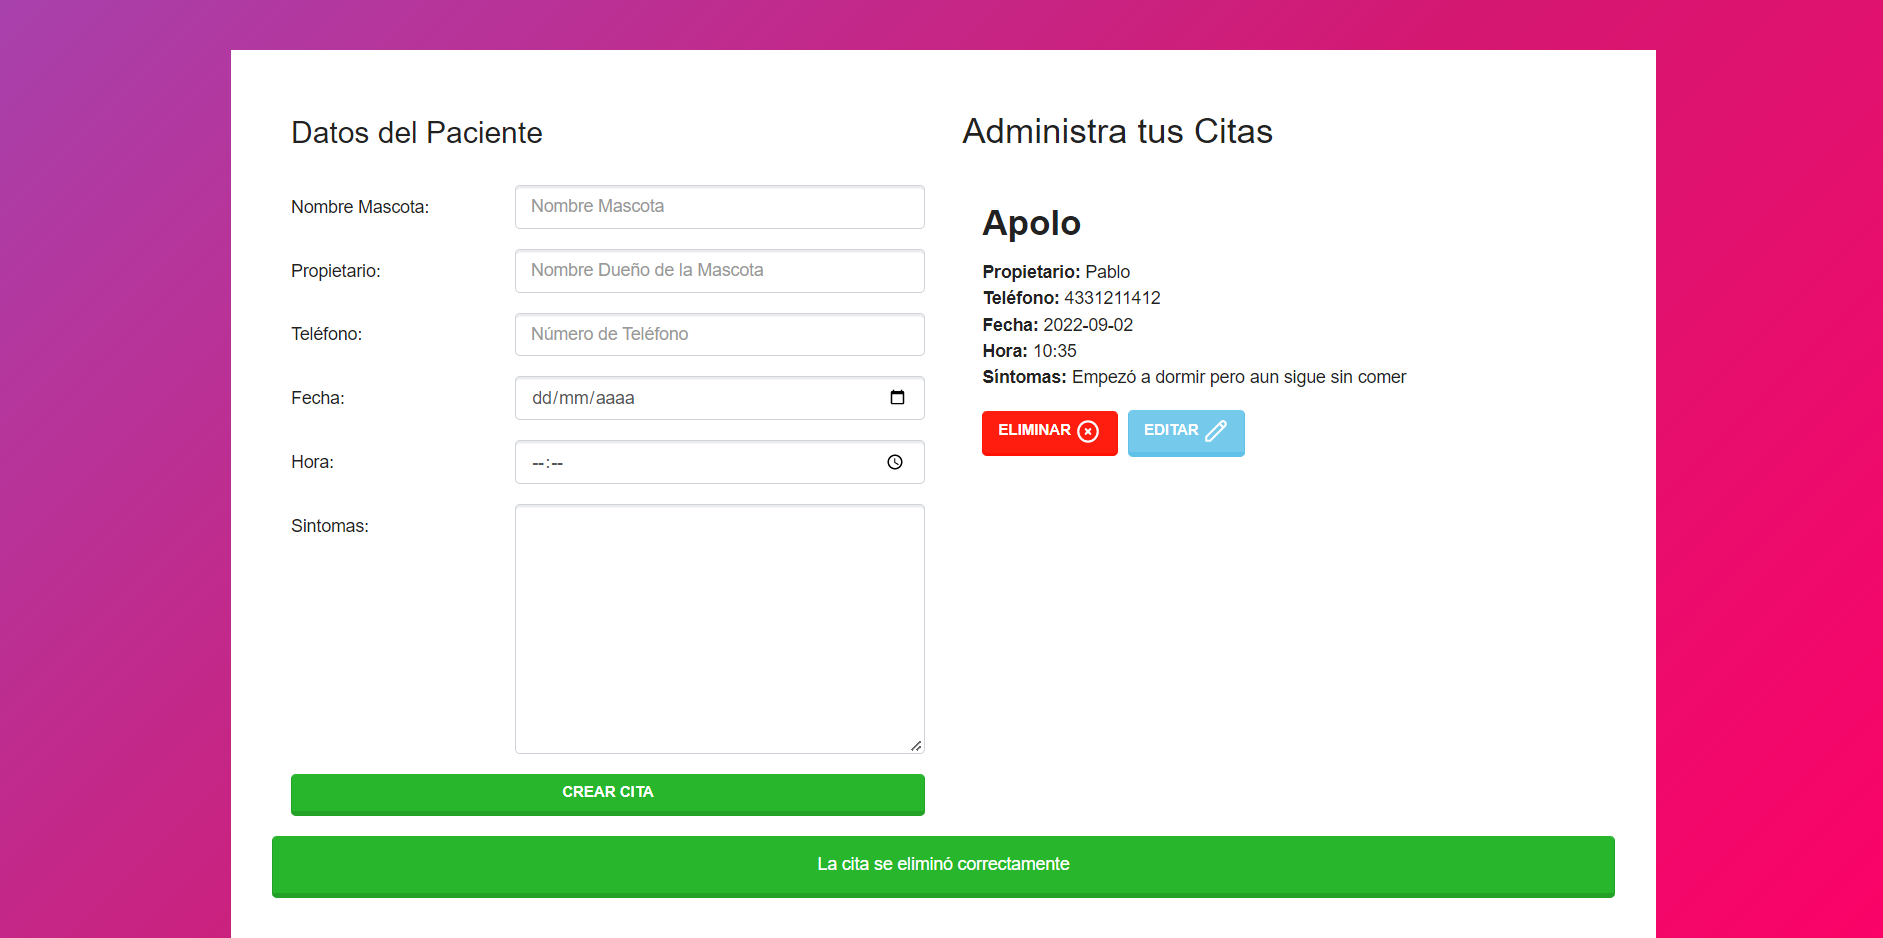 Datos del Paciente
Nombre Mascota:
Nombre Mascota
Propietario:
Nombre Dueño de la Mascota
Teléfono:
Número de Teléfono
Fecha:
dd/mm/aaaa
Hora:
--:--
Sintomas:
CREAR CITA
Administra tus Citas
Apolo
Propietario: Pablo
Teléfono: 4331211412
Fecha: 2022-09-02
Hora: 10:35
Síntomas: Empezó a dormir pero aun sigue sin comer
ELIMINAR
EDITAR
La cita se eliminó correctamente